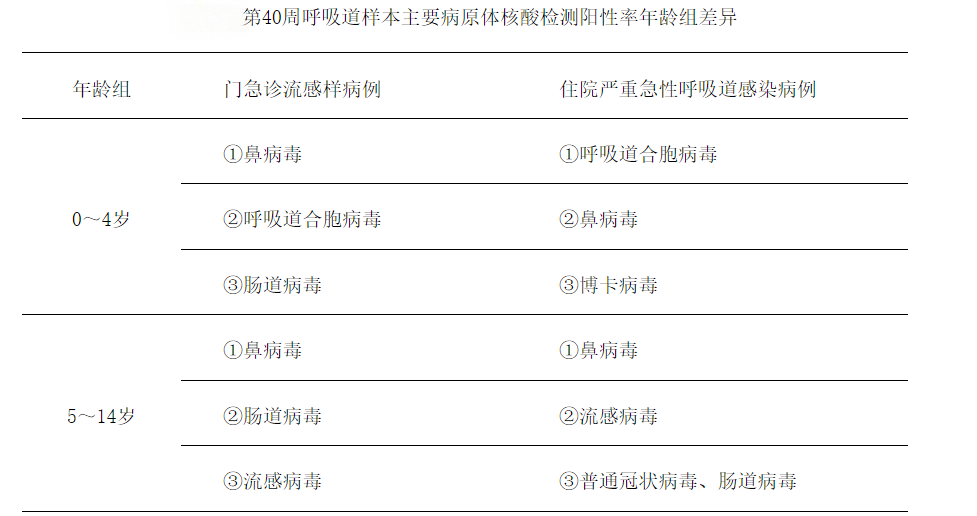 第40周呼吸道样本主要病原体核酸检测阳性率年龄组差异
年龄组 门急诊流感样病例 住院严重急性呼吸道感染病例
①鼻病毒 ①呼吸道合胞病毒
0～4岁 ②呼吸道合胞病毒 ②鼻病毒
③肠道病毒 ③博卡病毒
①鼻病毒 ①鼻病毒
5～14岁 ②肠道病毒 ②流感病毒
③流感病毒 ③普通冠状病毒、肠道病毒